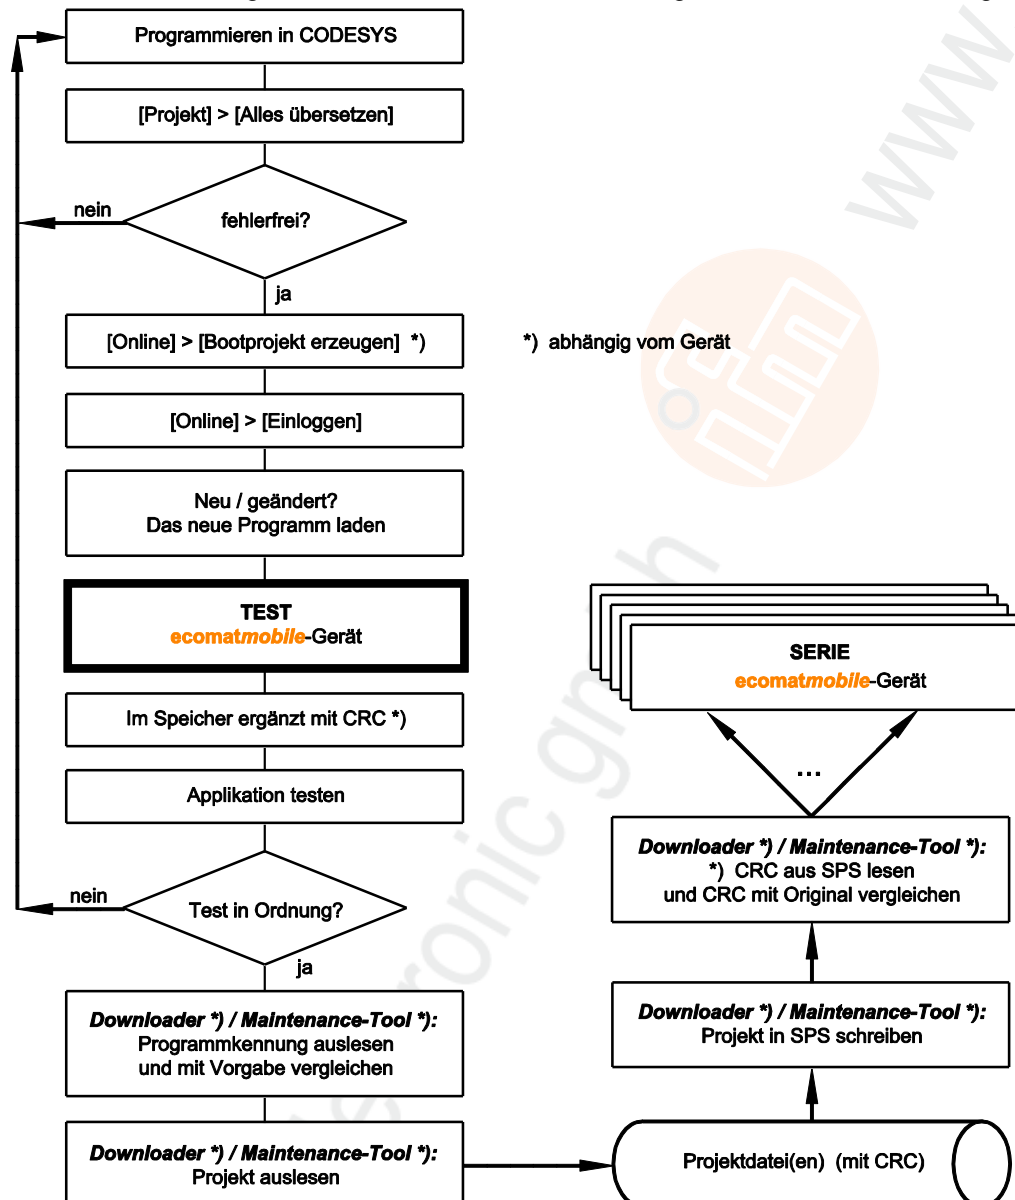 Programmieren in CODESYS
[Projekt] > [Alles übersetzen]
nein
fehlerfrei?
ja
[Online] > [Bootprojekt erzeugen] *)
*) abhängig vom Gerät
[Online] > [Einloggen]
Neu / geändert?
Das neue Programm laden
TEST
ecomatmobile-Gerät
Im Speicher ergänzt mit CRC *)
Applikation testen
nein
Test in Ordnung?
ja
Downloader *) / Maintenance-Tool *):
Programmkennung auslesen
und mit Vorgabe vergleichen
Downloader *) / Maintenance-Tool *):
Projekt auslesen
Projektdatei(en) (mit CRC)
Downloader *) / Maintenance-Tool *):
Projekt in SPS schreiben
Downloader *) / Maintenance-Tool *):
*) CRC aus SPS lesen
und CRC mit Original vergleichen
...
SERIE
ecomatmobile-Gerät
www
ifm